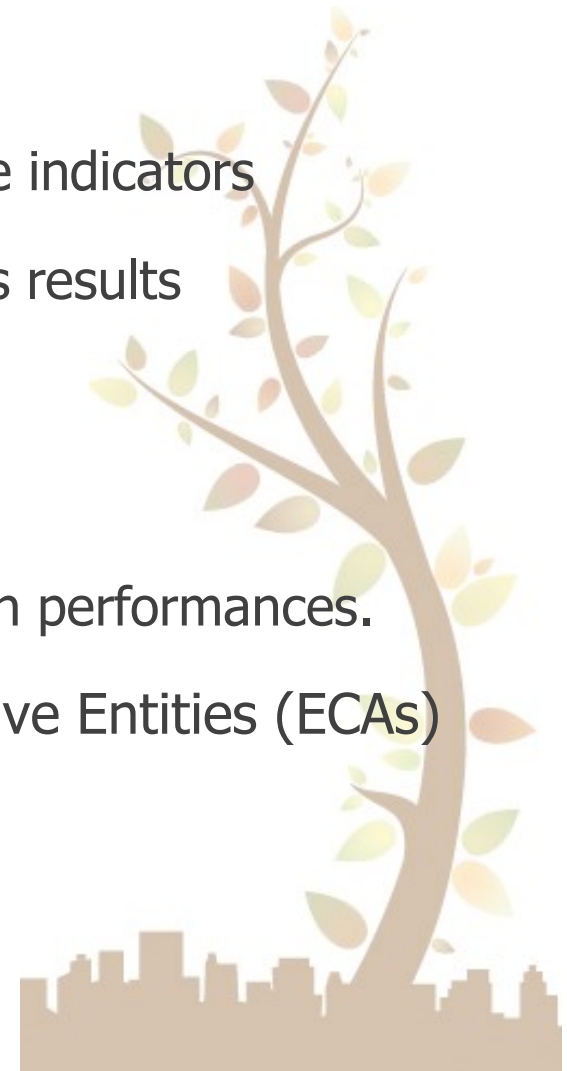 e indicators
s results
n performances.
ve Entities (ECAs)